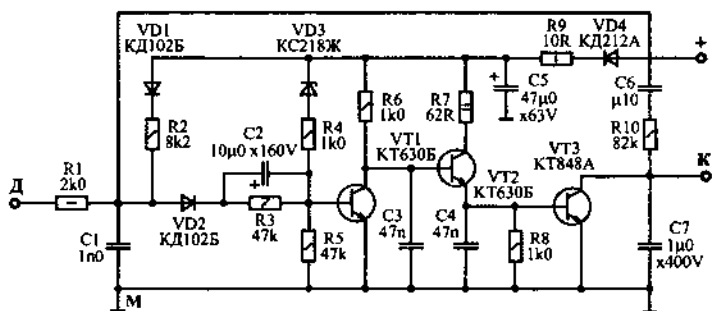 VD1
КД102Б
VD3
КС218Ж
R9
10R
VD4
КД212А
+
R2
8k2
C2
10µ0 x160V
+
R4
1k0
R6
1k0
R7
62R
+
C5
47µ0
x63V
C6
µ10
R10
82k
VT1
КТ630Б
VT2
КТ630Б
VT3
КТ848А
Д
R1
2k0
К
VD2
КД102Б
R3
47k
R5
47k
C3
47n
C4
47n
R8
1k0
C7
1µ0
x400V
C1
1n0
М